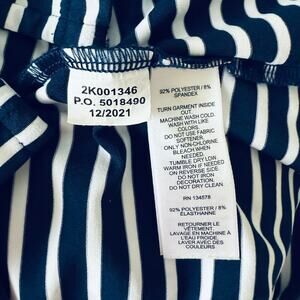 2K001346
P.O. 5018490
12/2021
92% POLYESTER / 8%
SPANDEX
TURN GARMENT INSIDE
OUT.
MACHINE WASH COLD.
WASH WITH LIKE
COLORS.
DO NOT USE FABRIC
SOFTENER.
ONLY NON-CHLORINE
BLEACH WHEN
NEEDED.
TUMBLE DRY LOW
WARM IRON IF NEEDED
ON REVERSE SIDE.
DO NOT IRON
DECORATION.
DO NOT DRY CLEAN
RN 134578
92% POLYESTER / 8%
ÉLASTHANNE
RETOURNER LE
VÊTEMENT.
LAVAGE EN MACHINE À
L'EAU FROIDE.
LAVER AVEC DES
COULEURS